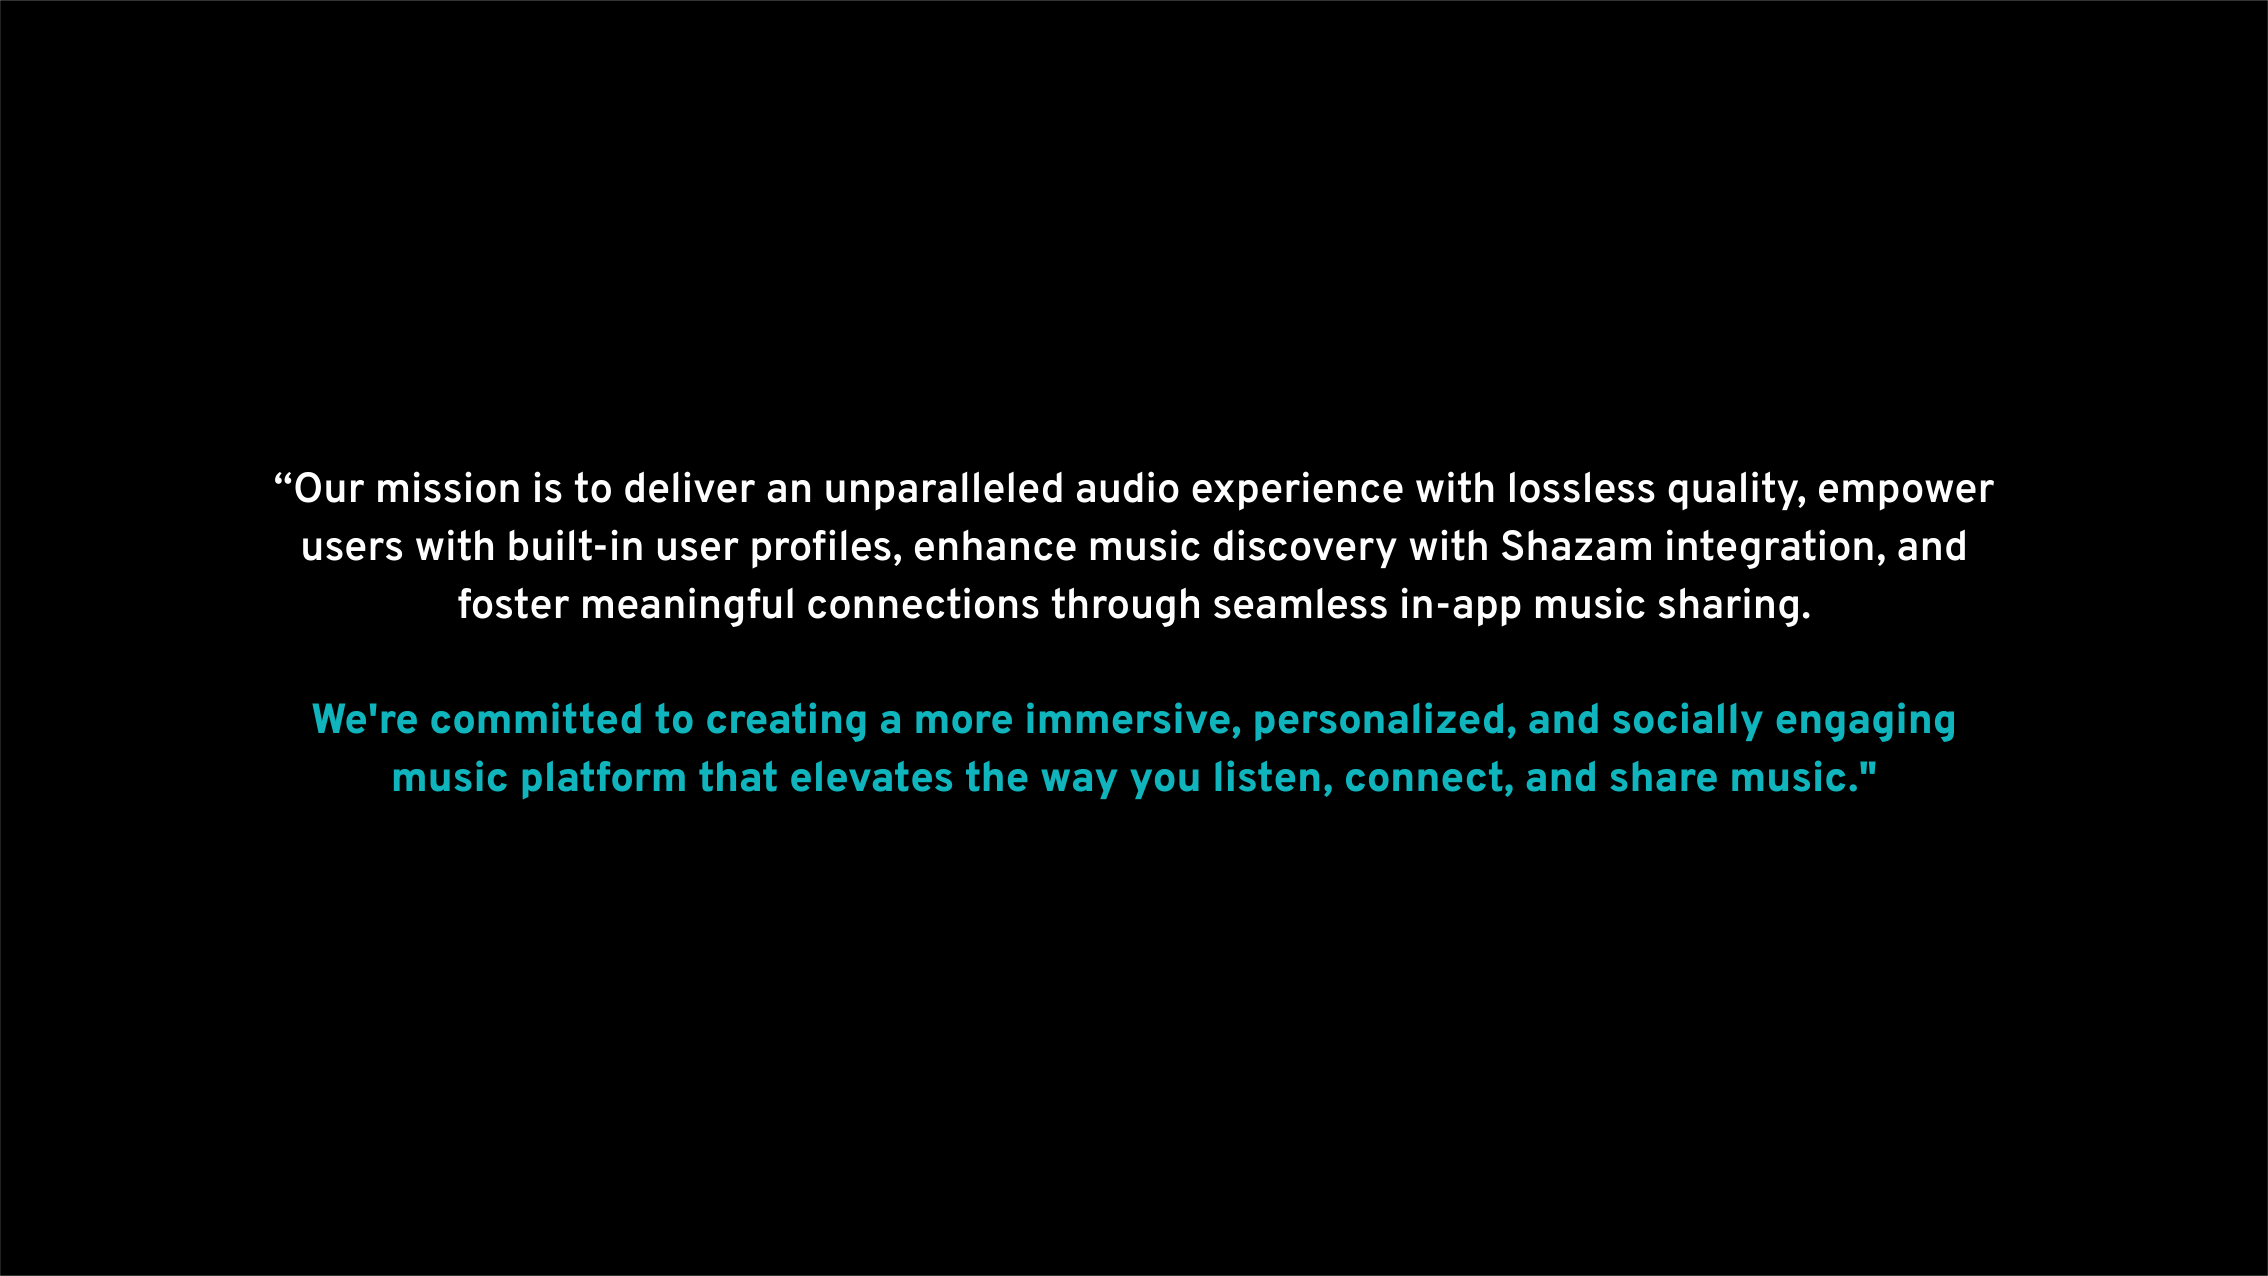 “Our mission is to deliver an unparalleled audio experience with lossless quality, empower
users with built-in user profiles, enhance music discovery with Shazam integration, and
foster meaningful connections through seamless in-app music sharing.
We're committed to creating a more immersive, personalized, and socially engaging
music platform that elevates the way you listen, connect, and share music."